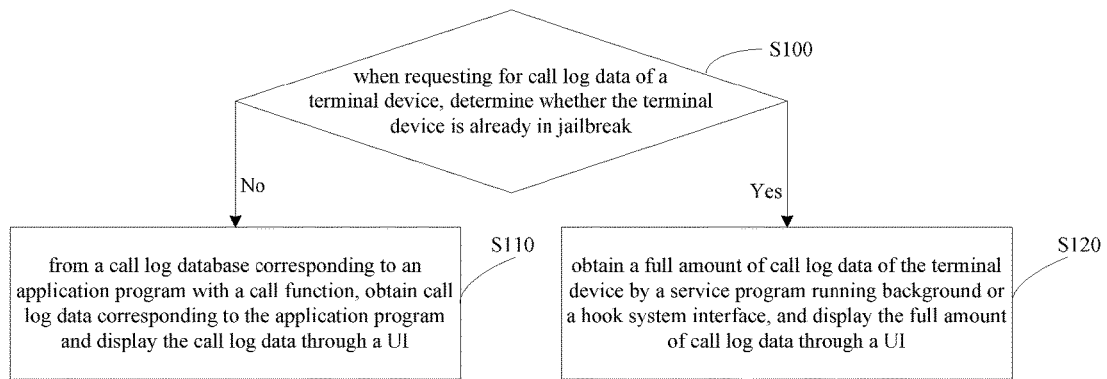 S100
when requesting for call log data of a
terminal device, determine whether the terminal
device is already in jailbreak
No
Yes
S110
from a call log database corresponding to an
application program with a call function, obtain call
log data corresponding to the application program
and display the call log data through a UI
S120
obtain a full amount of call log data of the terminal
device by a service program running background or
a hook system interface, and display the full amount
of call log data through a UI